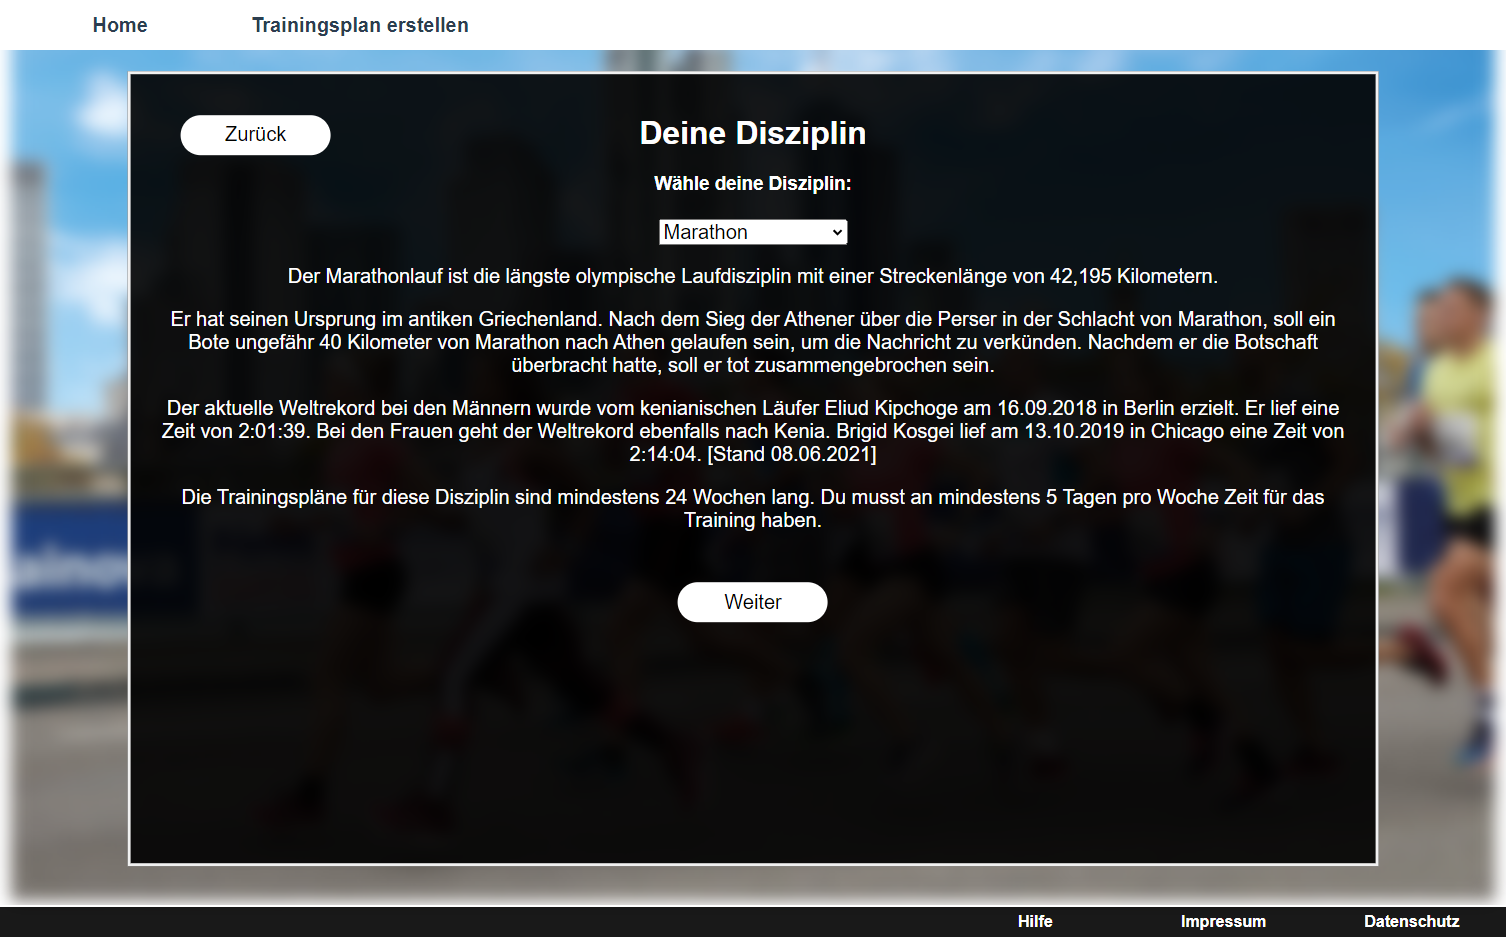 Home
Trainingsplan erstellen
Zurück
Deine Disziplin
Wähle deine Disziplin:
Marathon
Der Marathonlauf ist die längste olympische Laufdisziplin mit einer Streckenlänge von 42,195 Kilometern.
Er hat seinen Ursprung im antiken Griechenland. Nach dem Sieg der Athener über die Perser in der Schlacht von Marathon, soll ein
Bote ungefähr 40 Kilometer von Marathon nach Athen gelaufen sein, um die Nachricht zu verkünden. Nachdem er die Botschaft
überbracht hatte, soll er tot zusammengebrochen sein.
Der aktuelle Weltrekord bei den Männern wurde vom kenianischen Läufer Eliud Kipchoge am 16.09.2018 in Berlin erzielt. Er lief eine
Zeit von 2:01:39. Bei den Frauen geht der Weltrekord ebenfalls nach Kenia. Brigid Kosgei lief am 13.10.2019 in Chicago eine Zeit von
2:14:04. [Stand 08.06.2021]
Die Trainingspläne für diese Disziplin sind mindestens 24 Wochen lang. Du musst an mindestens 5 Tagen pro Woche Zeit für das
Training haben.
Weiter
Hilfe
Impressum
Datenschutz